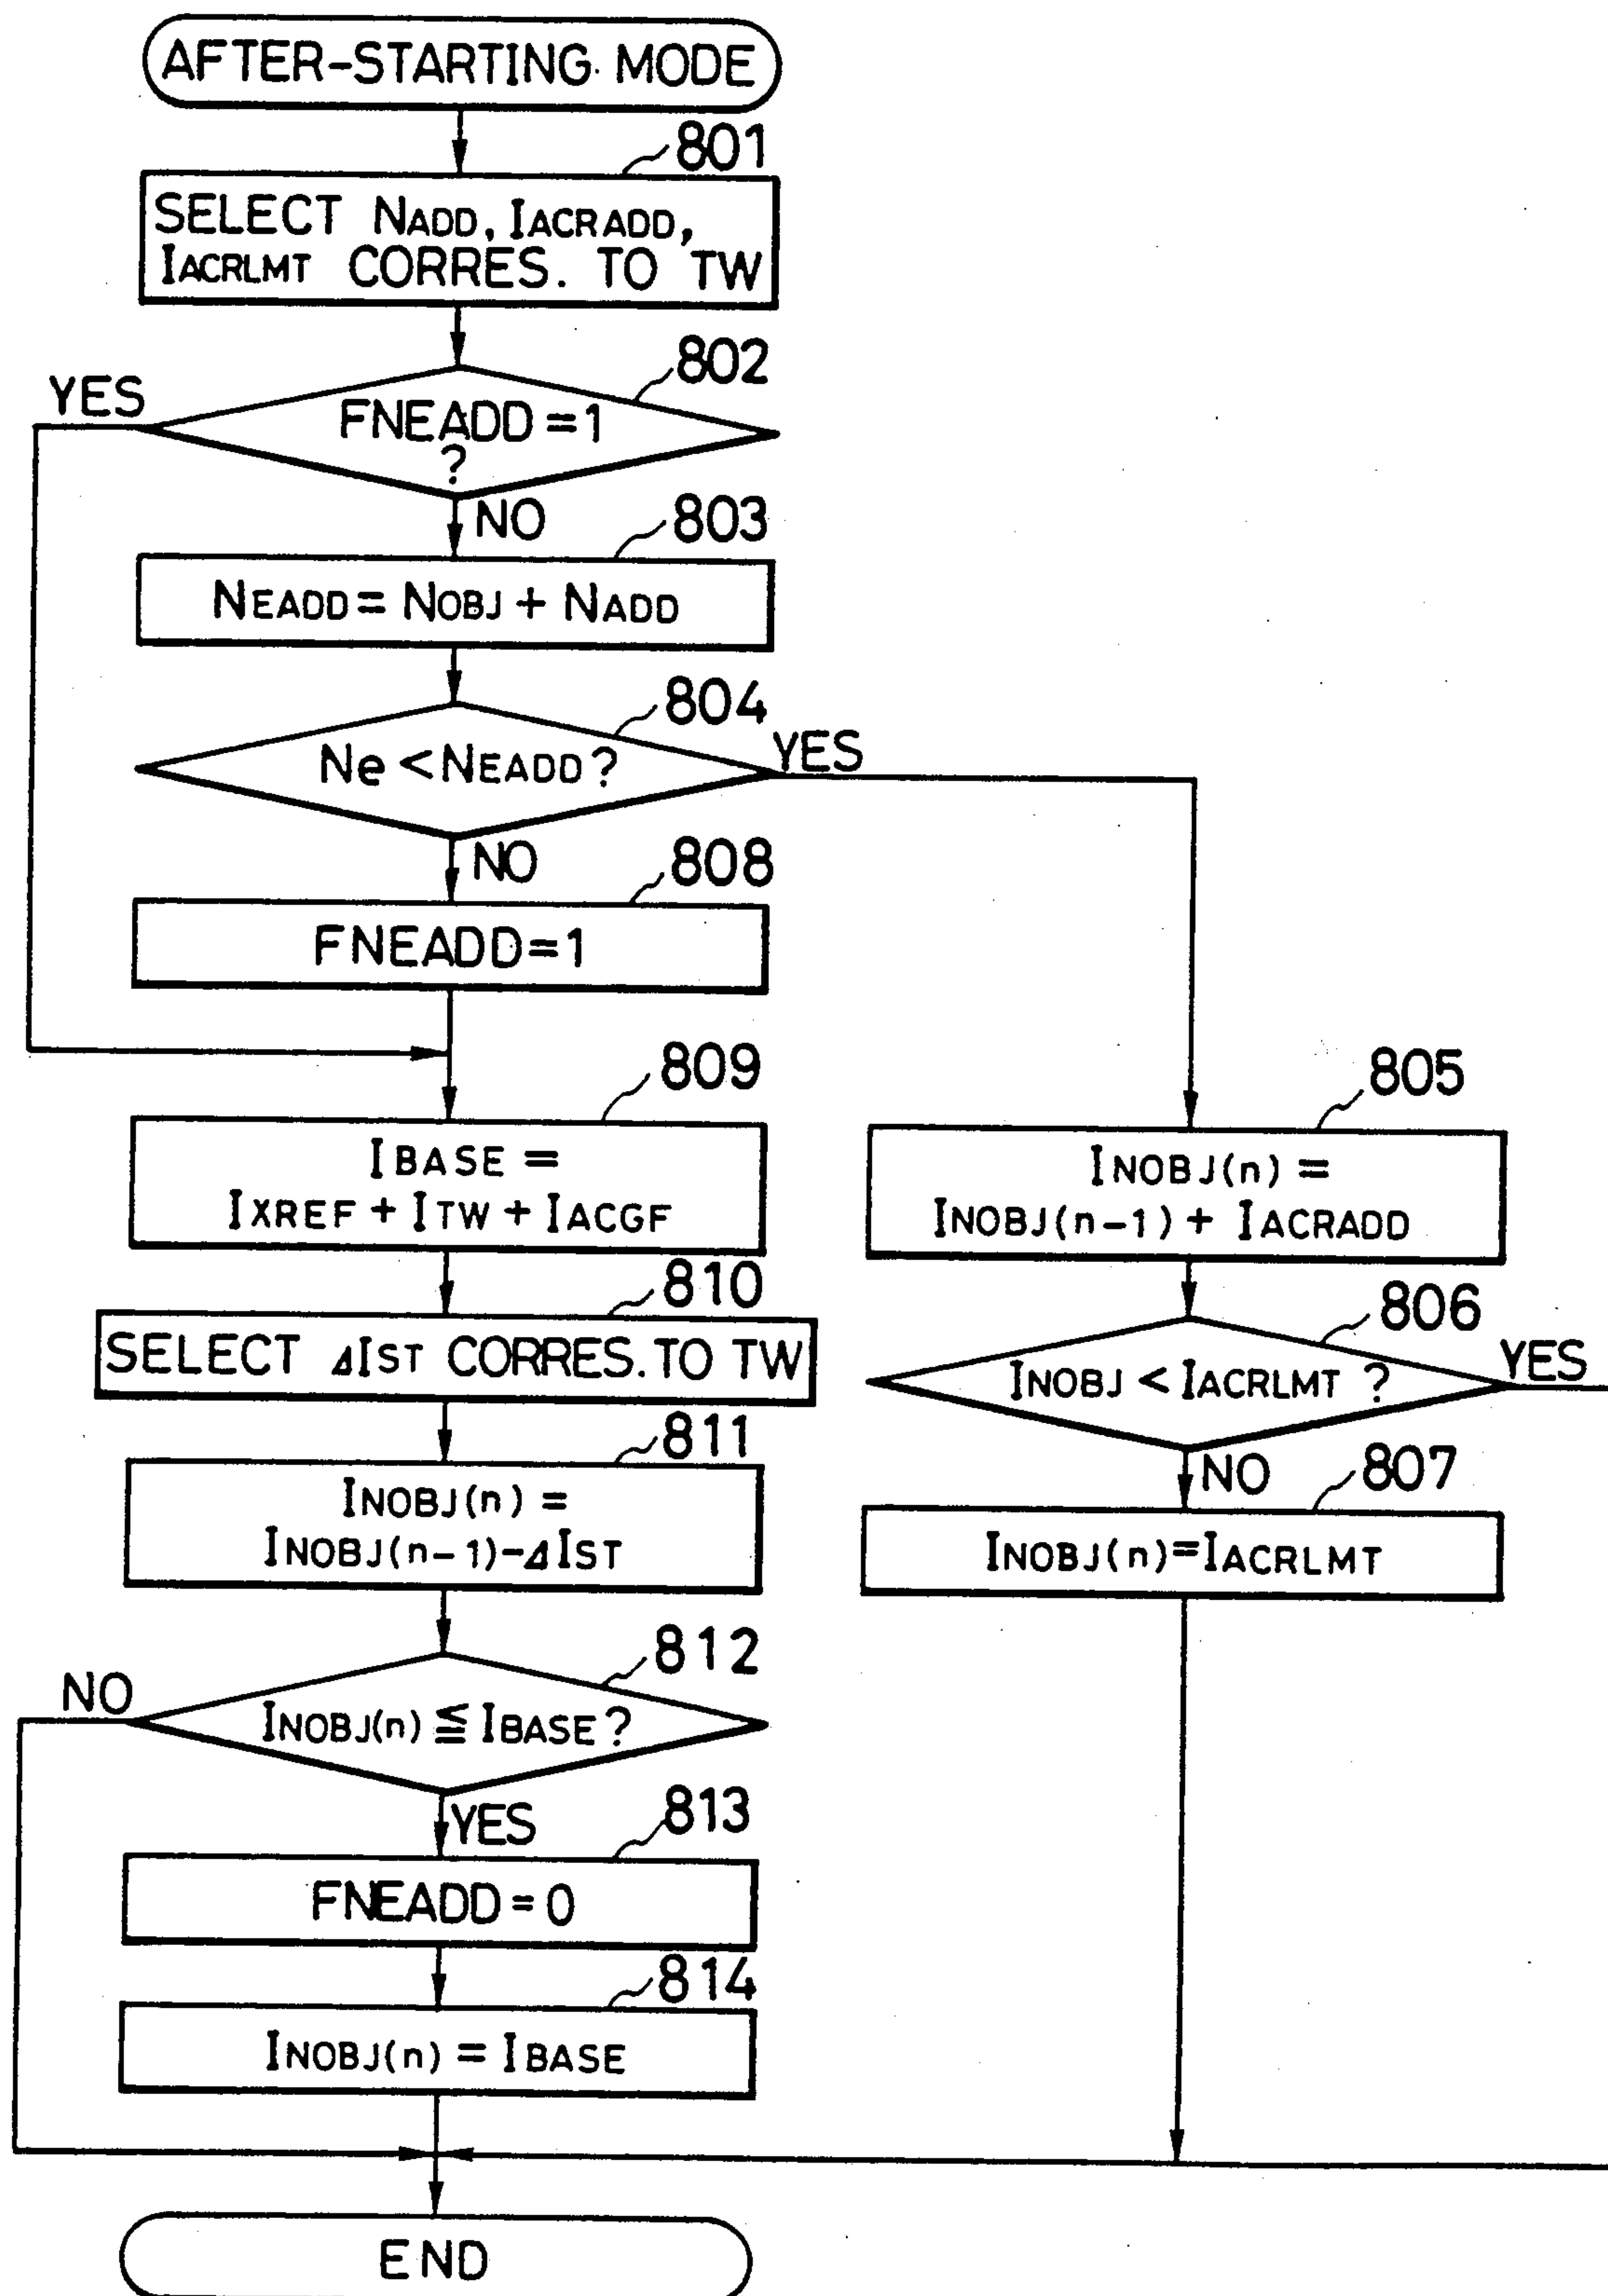 AFTER-STARTING MODE
801
SELECT NADD, IACRADD,
IACRLMT CORRES. TO TW
802
YES
FNEADD = 1
?
NO
803
NEADD = NOBJ + NADD
804
Ne < NEADD ?
YES
NO
808
FNEADD = 1
809
IBASE =
IXREF + ITW + IACGF
810
SELECT ΔIST CORRES. TO TW
811
INOBJ(n) =
INOBJ(n-1)-ΔIST
812
NO
INOBJ(n) ≦ IBASE ?
YES
813
FNEADD = 0
814
INOBJ(n) = IBASE
END
805
INOBJ(n) =
INOBJ(n-1) + IACRADD
806
INOBJ < IACRLMT ?
YES
NO
807
INOBJ(n)=IACRLMT